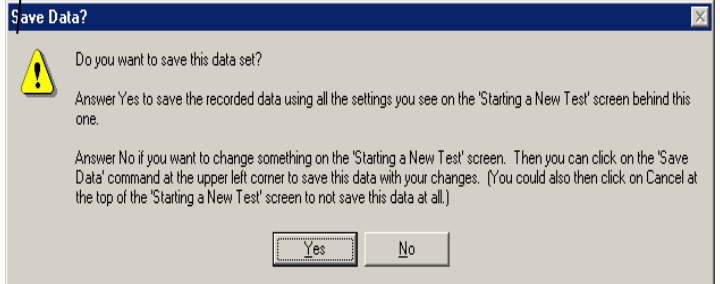 Save Data?
Do you want to save this data set?
Answer Yes to save the recorded data using all the settings you see on the 'Starting a New Test' screen behind this
one.
Answer No if you want to change something on the 'Starting a New Test' screen.  Then you can click on the 'Save
Data' command at the upper left corner to save this data with your changes.  (You could also then click on Cancel at
the top of the 'Starting a New Test' screen to not save this data at all.)
Yes
No